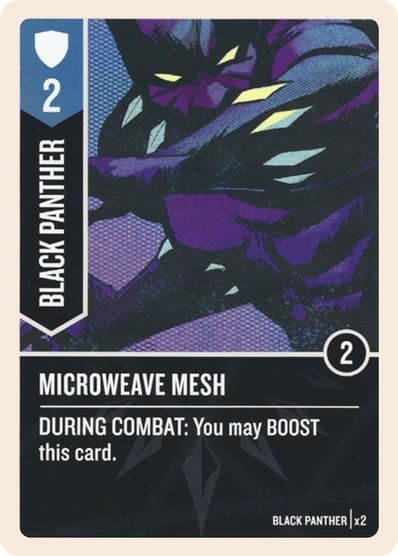 2
BLACK PANTHER
2
MICROWEAVE MESH
DURING COMBAT: You may BOOST
this card.
BLACK PANTHER | x2